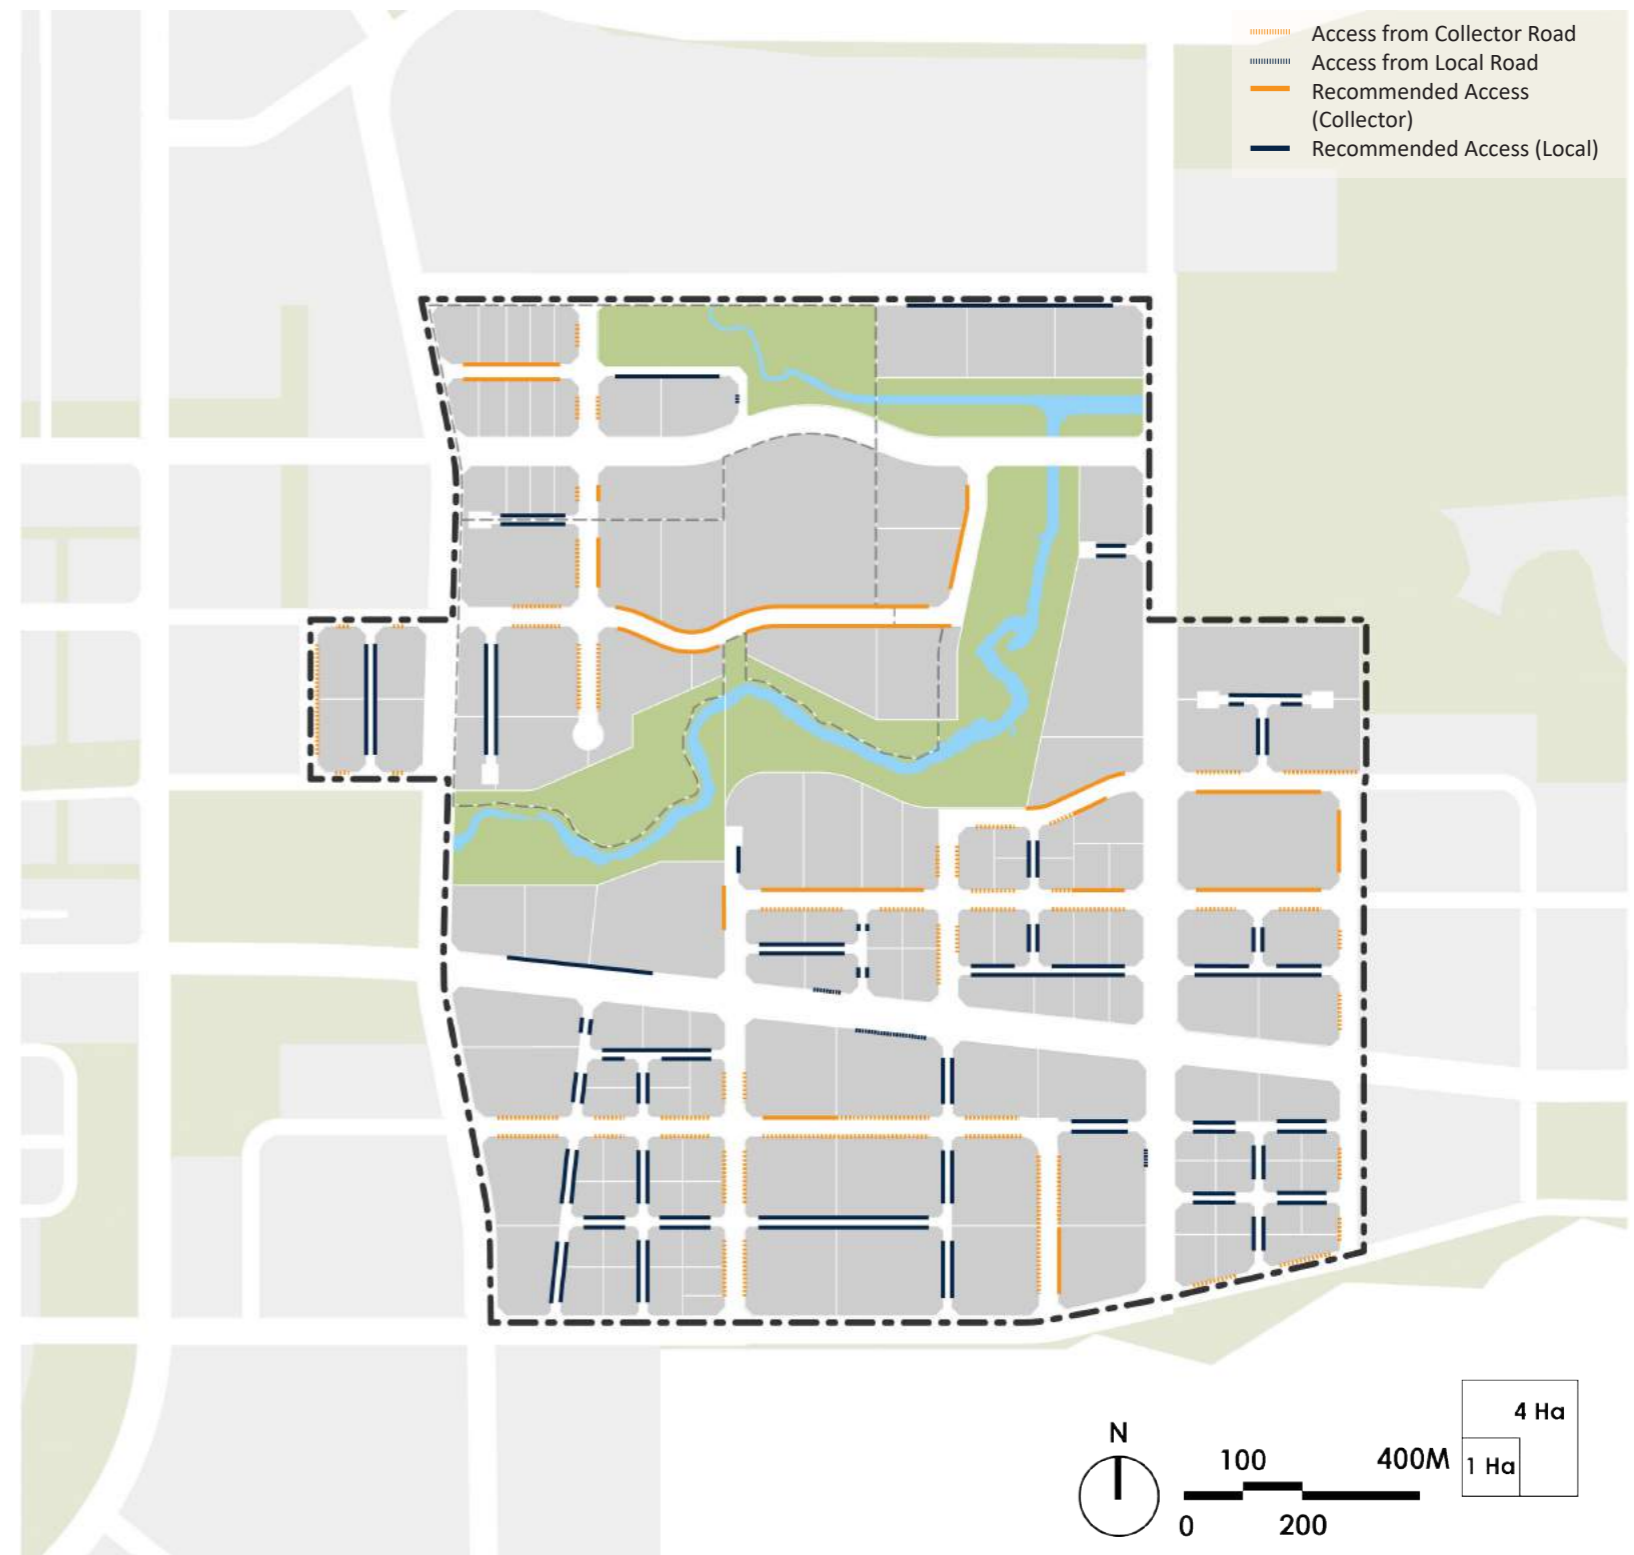 Access from Collector Road
Access from Local Road
Recommended Access
(Collector)
Recommended Access (Local)
N
100
400M
0
200
4 Ha
1 Ha